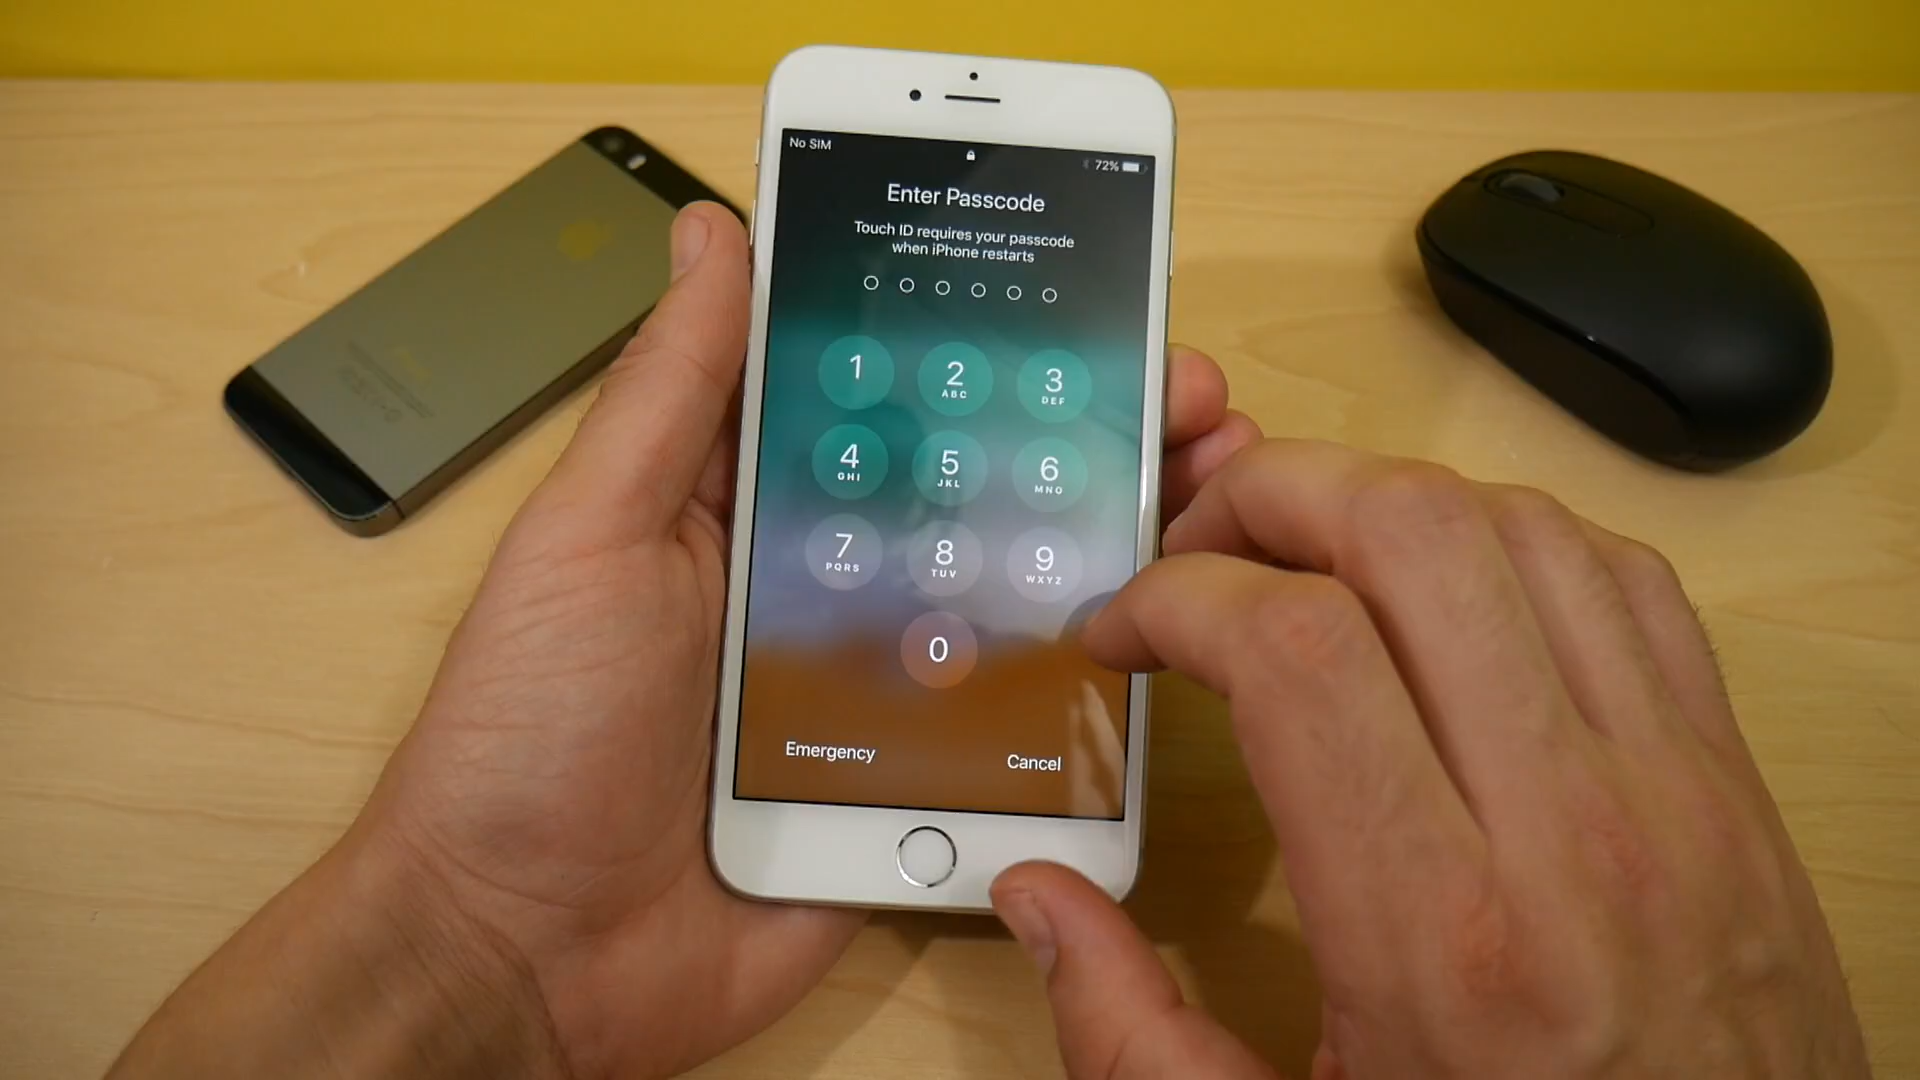 No SIM
72%
Enter Passcode
Touch ID requires your passcode
when iPhone restarts
1
2
ABC
3
DEF
4
GHI
5
JKL
6
MNO
7
PQRS
8
TUV
9
WXYZ
0
Emergency
Cancel